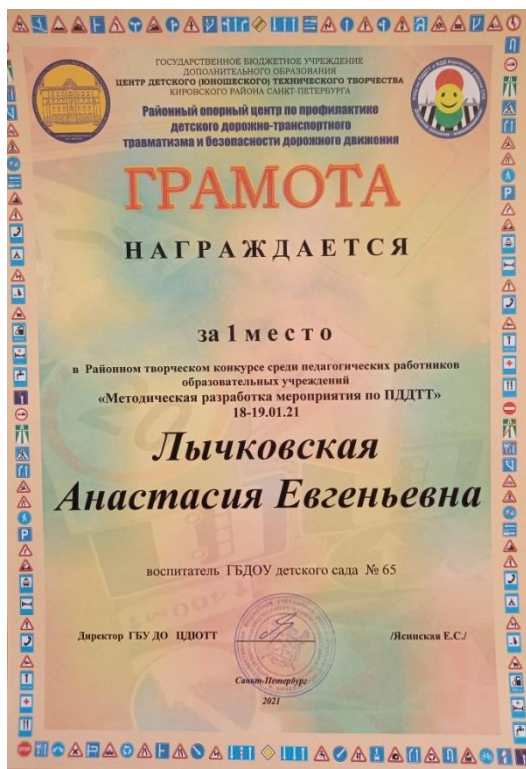 ГОСУДАРСТВЕННОЕ БЮДЖЕТНОЕ УЧРЕЖДЕНИЕ
ДОПОЛНИТЕЛЬНОГО ОБРАЗОВАНИЯ
ЦЕНТР ДЕТСКОГО (ЮНОШЕСКОГО) ТЕХНИЧЕСКОГО ТВОРЧЕСТВА
КИРОВСКОГО РАЙОНА САНКТ-ПЕТЕРБУРГА
Районный опорный центр по профилактике
детского дорожно-транспортного
травматизма и безопасности дорожного движения
ГРАМОТА
НАГРАЖДАЕТСЯ
за 1 место
в Районном творческом конкурсе среди педагогических работников
образовательных учреждений
«Методическая разработка мероприятия по ПДДТТ»
18-19.01.21
Лычковская
Анастасия Евгеньевна
воспитатель ГБДОУ детского сада № 65
Директор ГБУ ДО ЦДЮТТ
/Ясинская Е.С./
Санкт-Петербург
2021